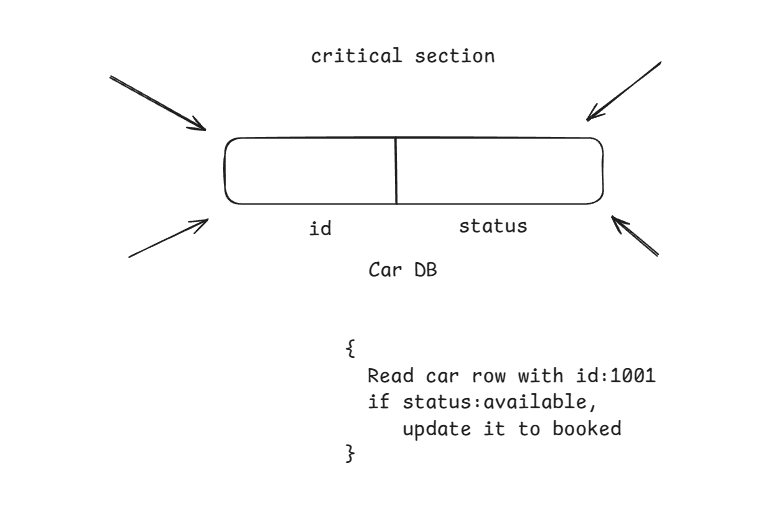 critical section
id
status
Car DB
{
Read car row with id:1001
if status:available,
update it to booked
}